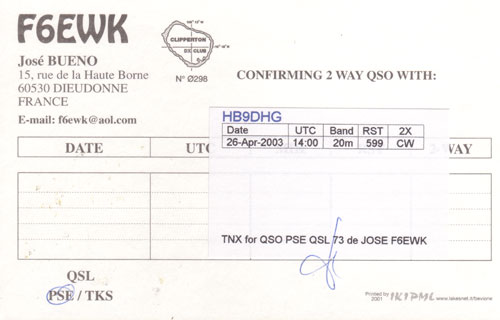 F6EWK
CLIPPERTON
DX CLUB
N° Ø298
José BUENO
15, rue de la Haute Borne
60530 DIEUDONNE
FRANCE
E-mail: f6ewk@aol.com
CONFIRMING 2 WAY QSO WITH:
HB9DHG
Date UTC Band RST 2X
26-Apr-2003 14:00 20m 599 CW
DATE UTC WAY
TNX for QSO PSE QSL 73 de JOSE F6EWK
QSL
PSE / TKS
Printed by
2001 IK1PML